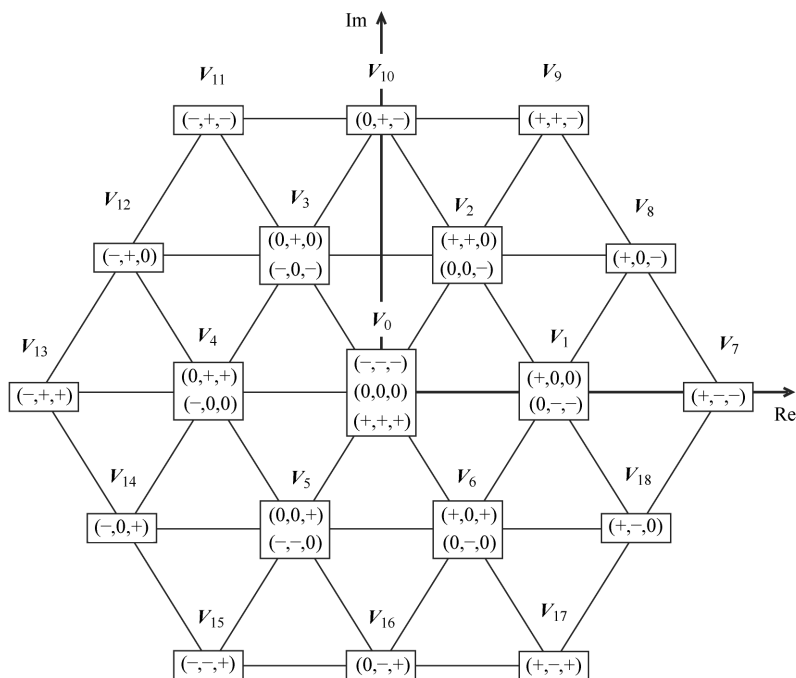 Im
V₁₁ V₁₀ V₉
(−,+,−) (0,+,−) (+,+,−)
V₁₂ V₃ V₂ V₈
(0,+,0) (+,+,0)
(−,+,0) (+,0,−)
(−,0,−) (0,0,−)
V₀
V₁₃ V₄ V₁ V₇
(−,−,−)
(0,+,+) (+,0,0)
(−,+,+) (0,0,0) (+,−,−)
(−,0,0) (0,−,−)
(+,+,+)
Re
V₁₄ V₅ V₆ V₁₈
(0,0,+) (+,0,+)
(−,0,+) (+,−,0)
(−,−,0) (0,−,0)
V₁₅ V₁₆ V₁₇
(−,−,+) (0,−,+) (+,−,+)